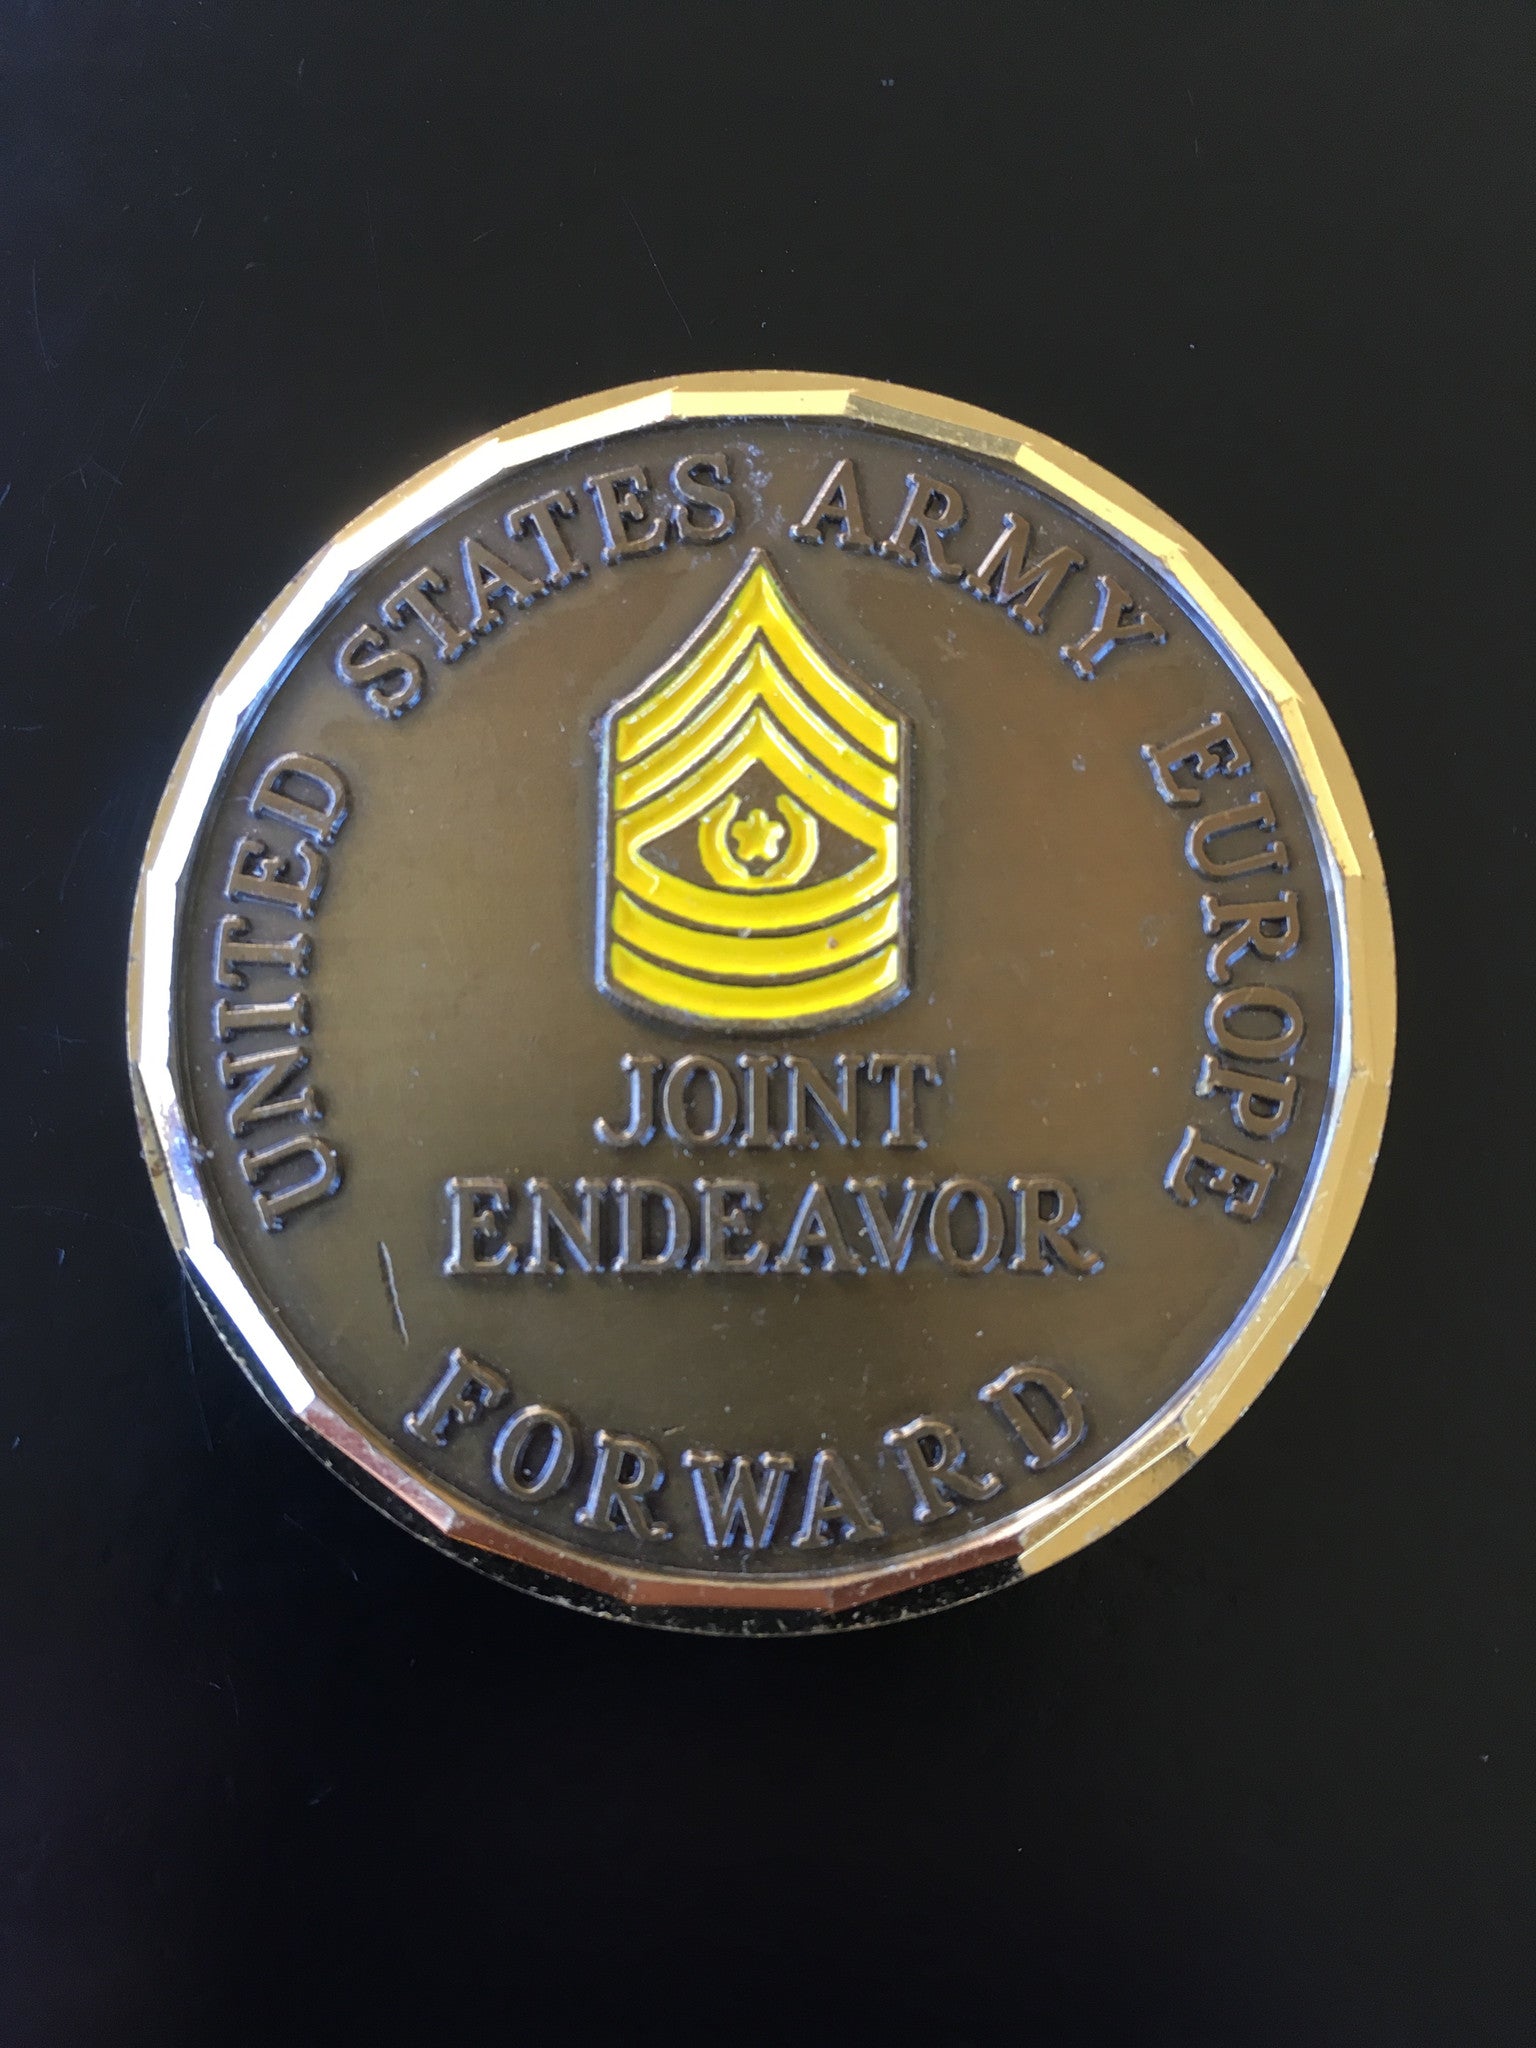 UNITED STATES ARMY EUROPE
JOINT
ENDEAVOR
FORWARD